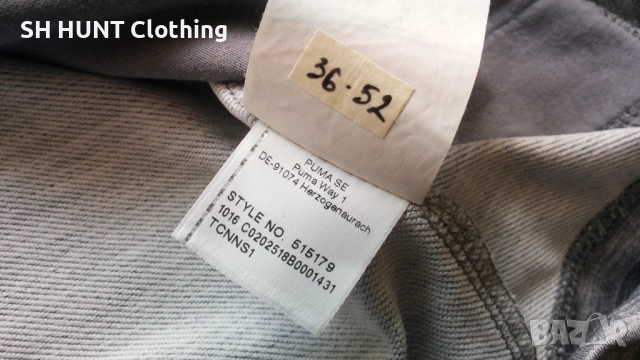 SH HUNT Clothing
36-52
PUMA SE
Puma Way 1
DE-91074 Herzogenaurach
STYLE NO. 515179
1016 C0202518B0001431
TCNNS1
BAZAR